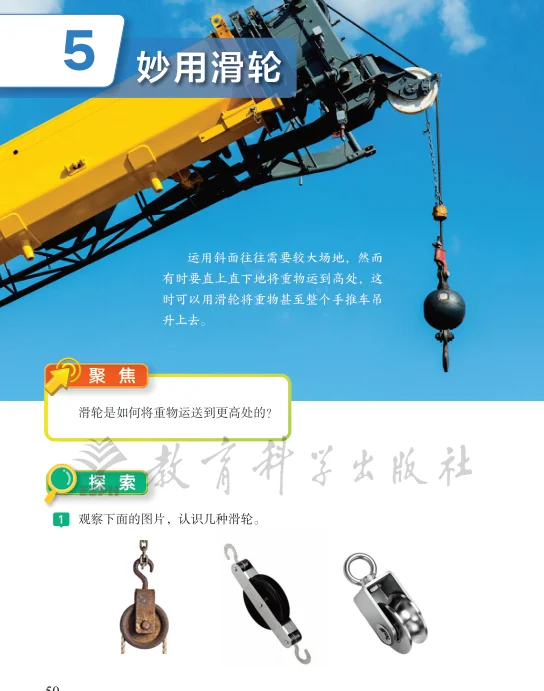 5
妙用滑轮
运用斜面往往需要较大场地，然而
有时要直上直下地将重物运到高处，这
时可以用滑轮将重物甚至整个手推车吊
升上去。
聚焦
滑轮是如何将重物运送到更高处的?
教育科学出版社
探索
1 观察下面的图片，认识几种滑轮。
50